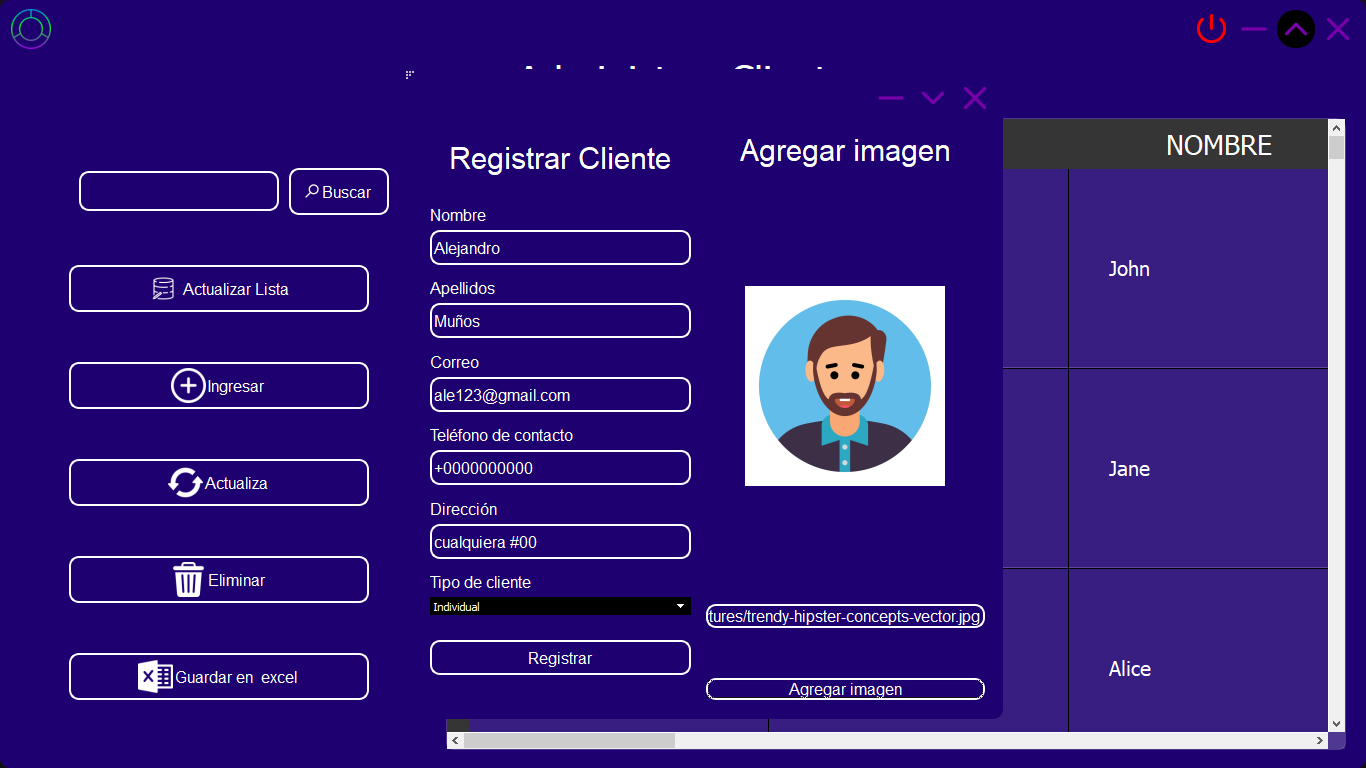 Buscar
Actualizar Lista
Ingresar
Actualiza
Eliminar
Guardar en excel
Registrar Cliente
Nombre
Alejandro
Apellidos
Muños
Correo
ale123@gmail.com
Teléfono de contacto
+0000000000
Dirección
cualquiera #00
Tipo de cliente
Individual
Registrar
Agregar imagen
tures/trendy-hipster-concepts-vector.jpg
Agregar imagen
NOMBRE
John
Jane
Alice